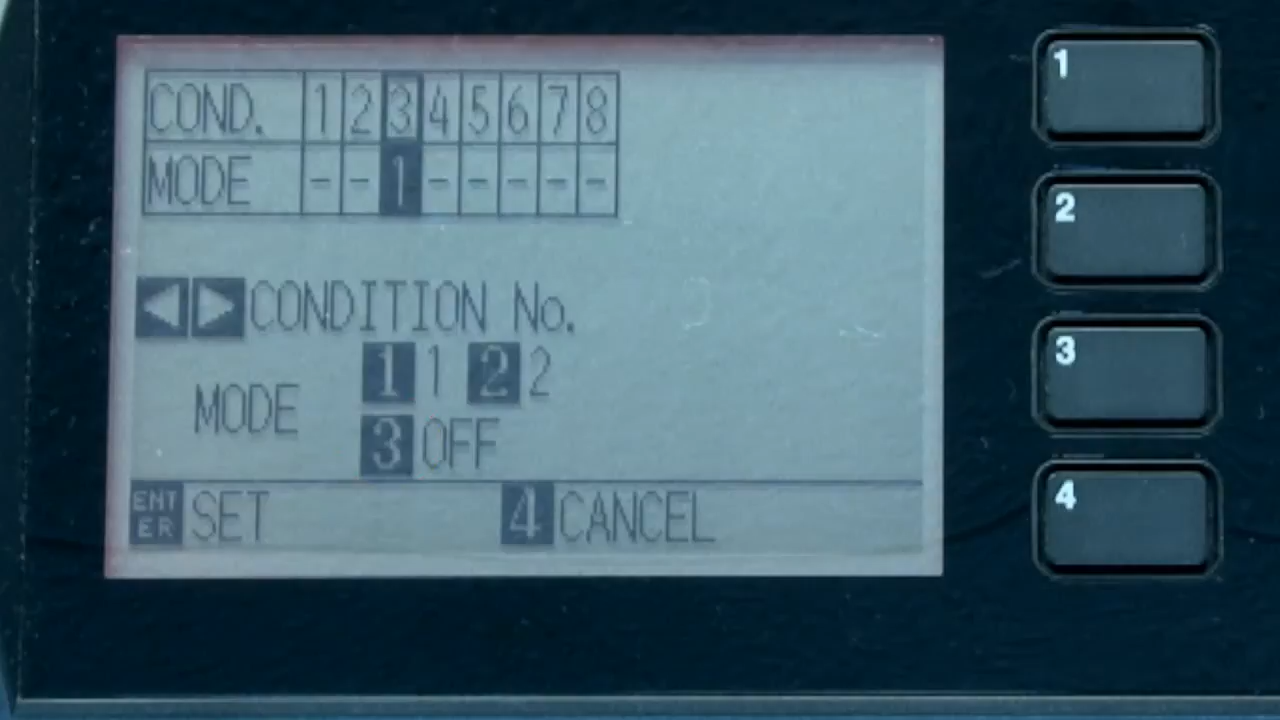 COND. 1 2 3 4 5 6 7 8
MODE - - 1 - - - - -
◀▶CONDITION No.
MODE 1 1 2 2
3 OFF
ENTER SET 4 CANCEL
1
2
3
4